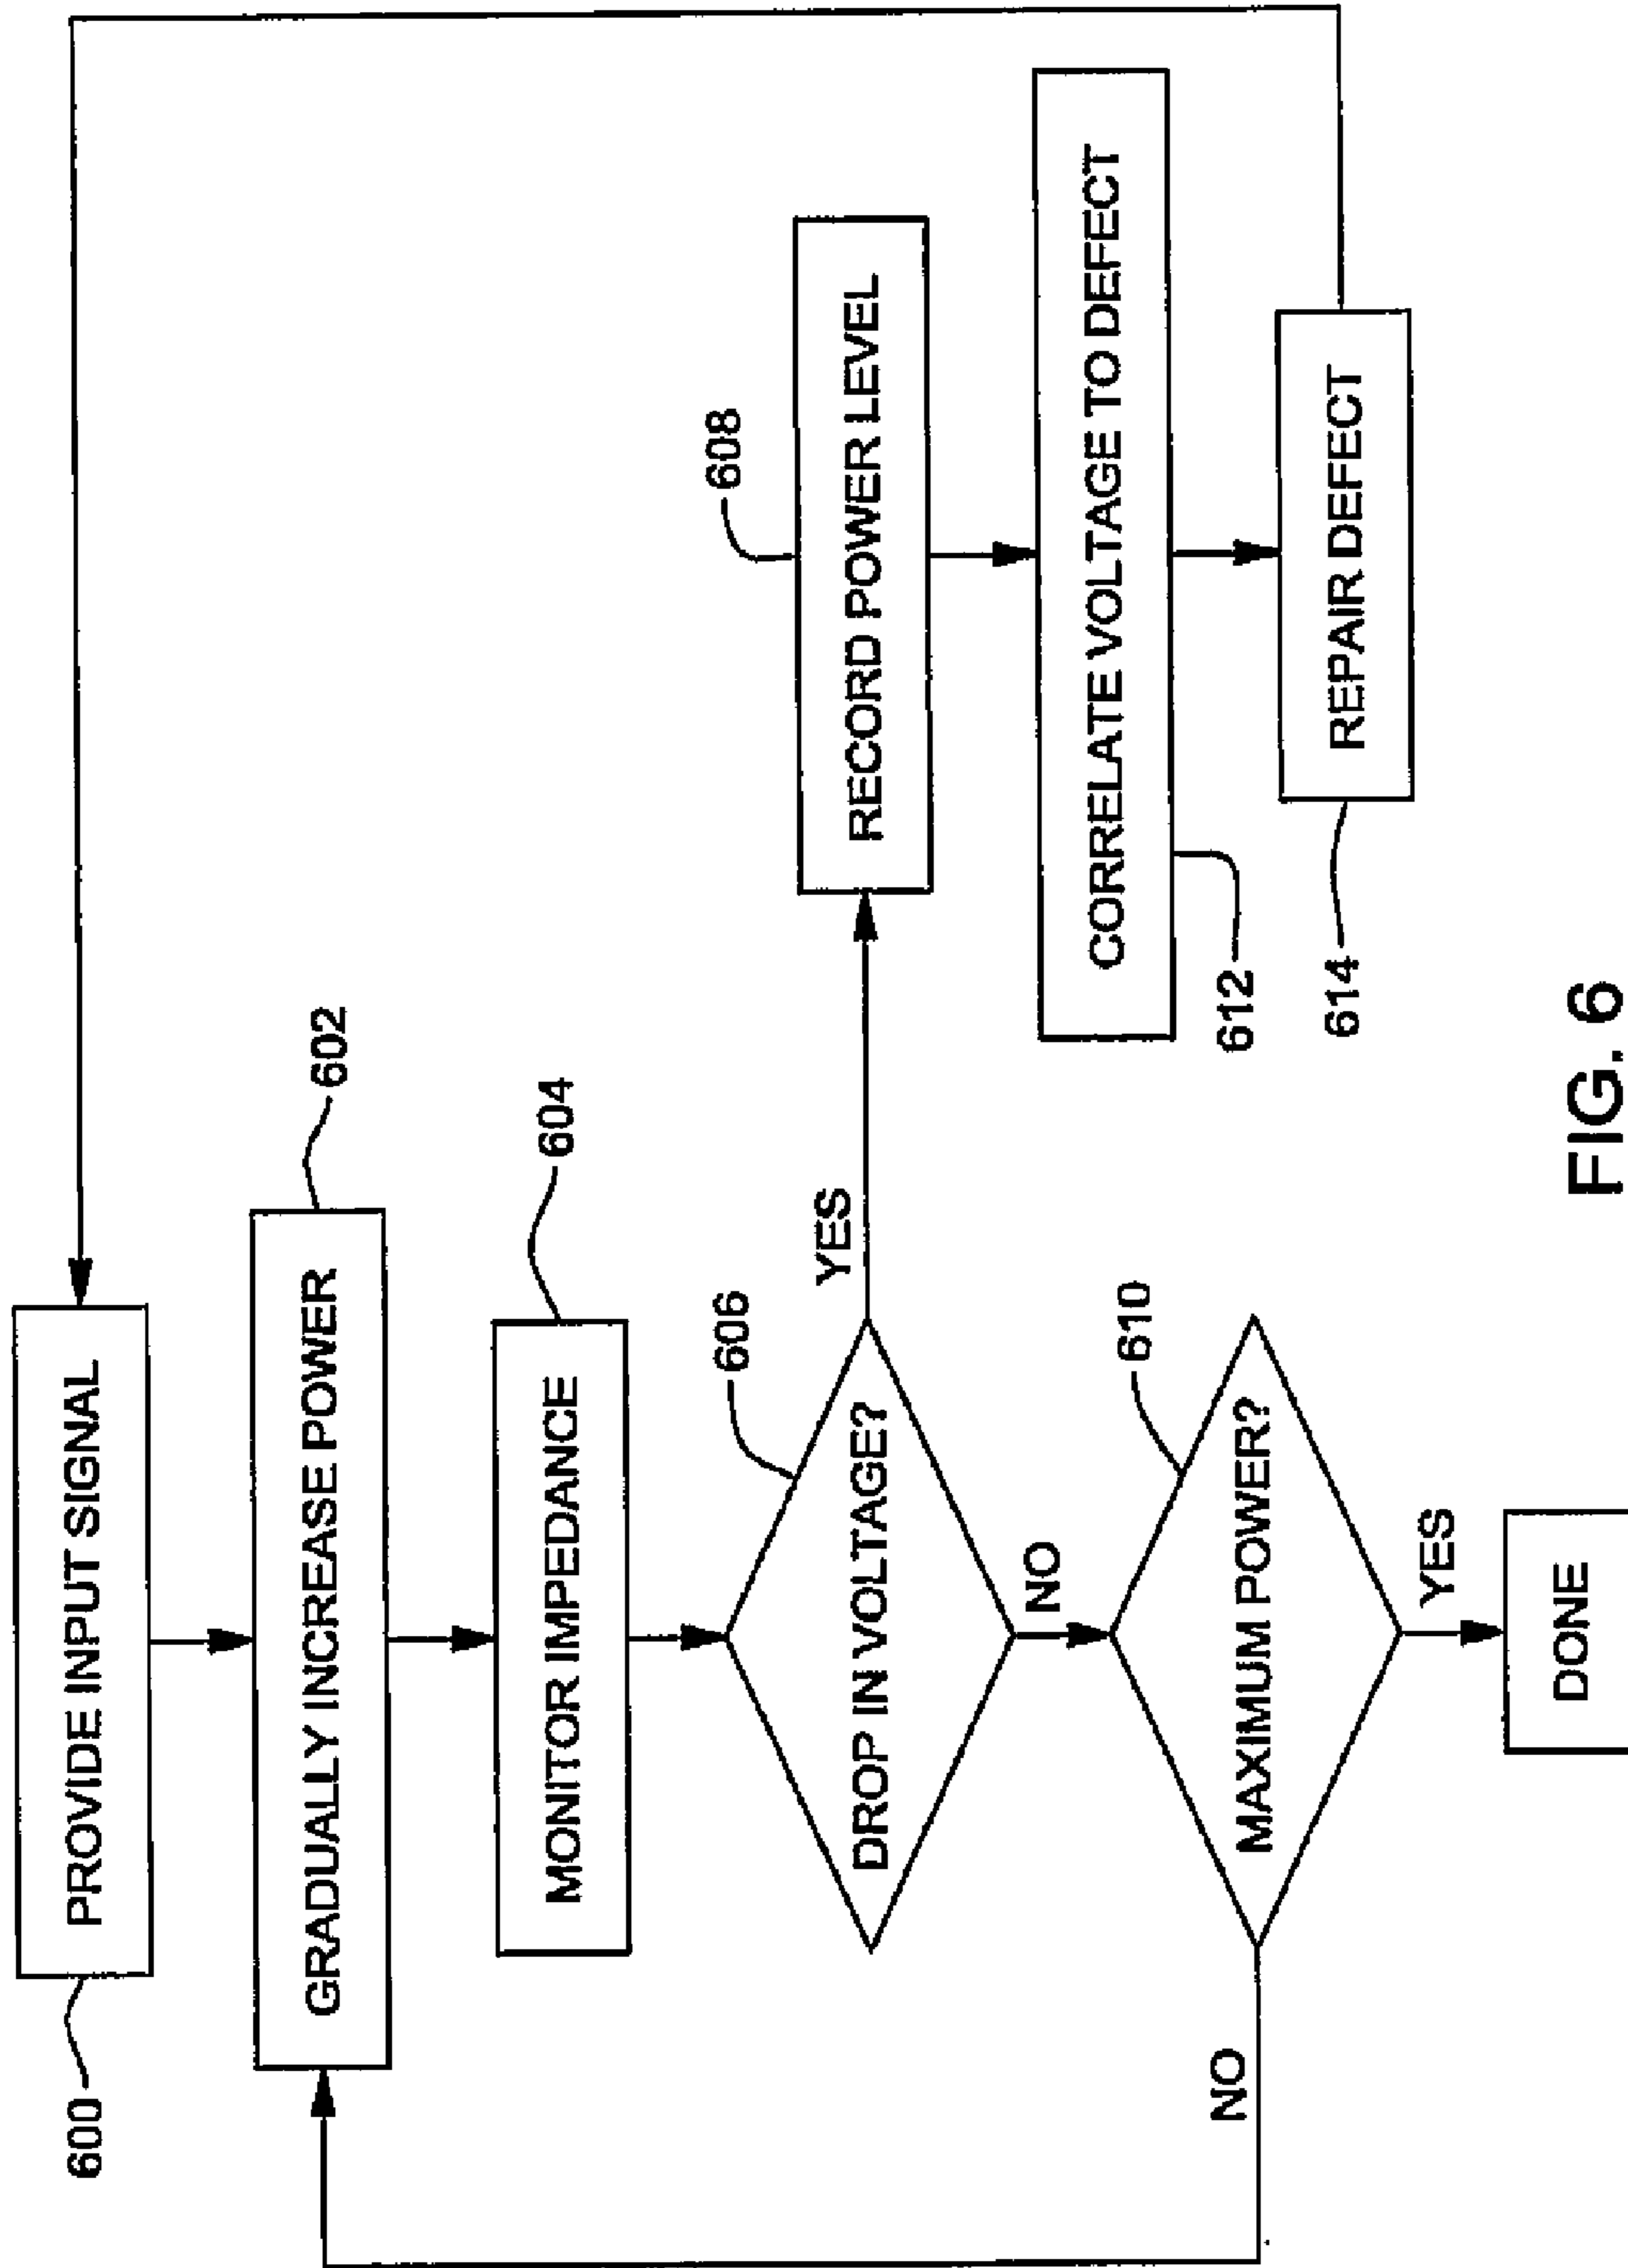 600
PROVIDE INPUT SIGNAL
602
GRADUALLY INCREASE POWER
604
MONITOR IMPEDANCE
606
DROP IN VOLTAGE?
YES
NO
608
RECORD POWER LEVEL
612
CORRELATE VOLTAGE TO DEFECT
614
REPAIR DEFECT
610
MAXIMUM POWER?
NO
YES
DONE
FIG. 6